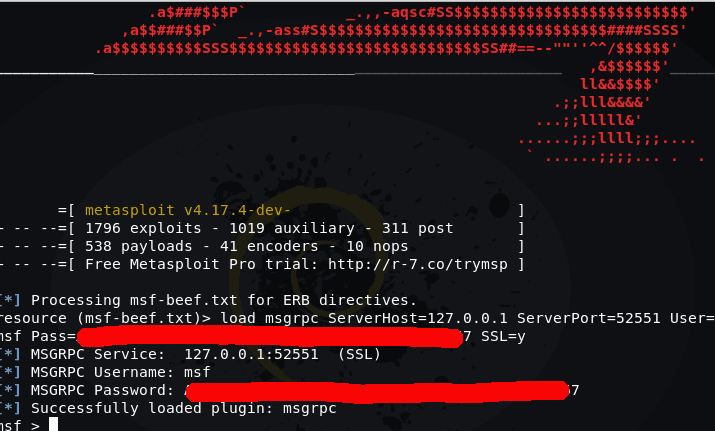 .a$###$$$P`            _.,,-aqsc#SS$$$$$$$$$$$$$$$$$$$$$$$$$$$'
,a$$###$$P`  _.,-ass#S$$$$$$$$$$$$$$$$$$$$$$$$$$$$$$$####SSSS'
.a$$$$$$$$$$SSS$$$$$$$$$$$$$$$$$$$$$$$$$$$$SS##==--""''^^/$$$$$$'
,&$$$$$$'
ll&&$$$$'
.;;lll&&&&'
...;;lllll&'
......;;;llll;;;....
` ......;;;;... .  .
=[ metasploit v4.17.4-dev- ]
- -- --=[ 1796 exploits - 1019 auxiliary - 311 post ]
- -- --=[ 538 payloads - 41 encoders - 10 nops ]
- -- --=[ Free Metasploit Pro trial: http://r-7.co/trymsp ]
[*] Processing msf-beef.txt for ERB directives.
resource (msf-beef.txt)> load msgrpc ServerHost=127.0.0.1 ServerPort=52551 User=
msf Pass= 7 SSL=y
[*] MSGRPC Service:  127.0.0.1:52551  (SSL)
[*] MSGRPC Username: msf
[*] MSGRPC Password: 7
[*] Successfully loaded plugin: msgrpc
msf >